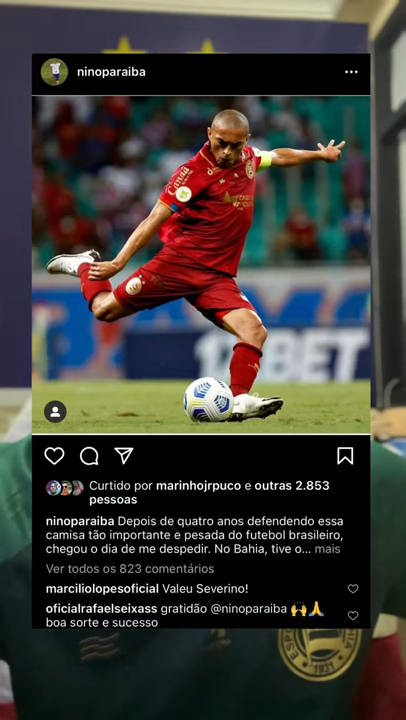 ninoparaiba
1XBET
Curtido por marinhojrpuco e outras 2.853
pessoas
ninoparaiba Depois de quatro anos defendendo essa
camisa tão importante e pesada do futebol brasileiro,
chegou o dia de me despedir. No Bahia, tive o... mais
Ver todos os 823 comentários
marciliolopesoficial Valeu Severino!
oficialrafaelseixass gratidão @ninoparaiba 🙌🙏
boa sorte e sucesso
1931